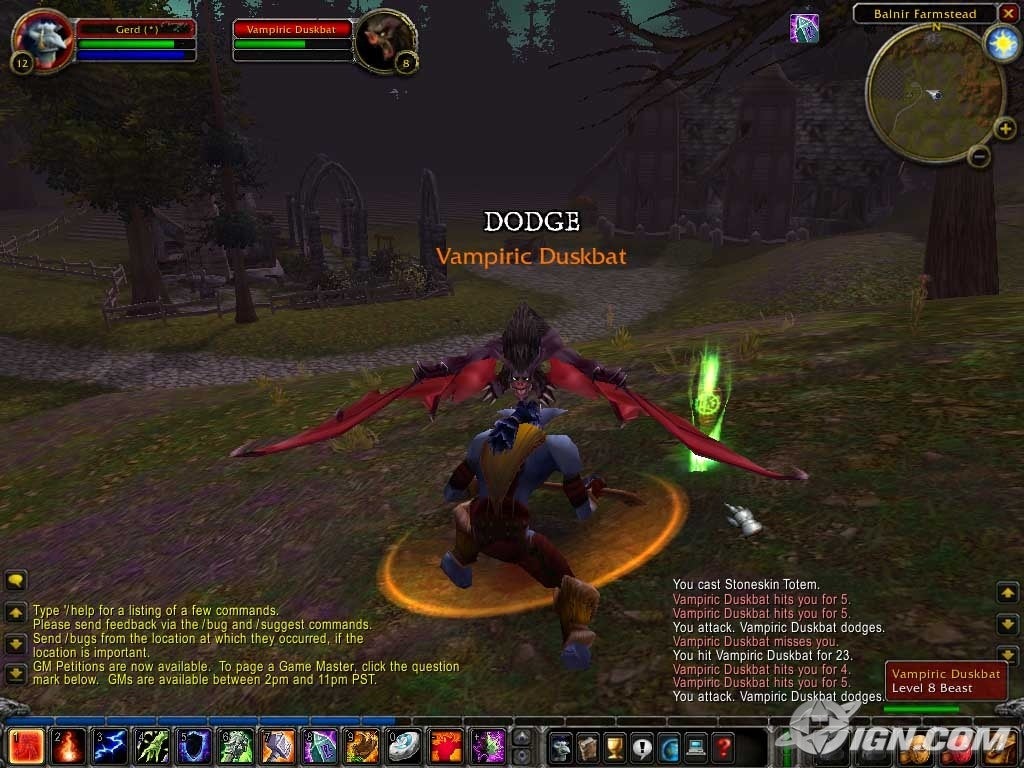 Gerd (*)
12
Vampiric Duskbat
8
Balnir Farmstead
N
DODGE
Vampiric Duskbat
Type '/help for a listing of a few commands.
Please send feedback via the /bug and /suggest commands.
Send /bugs from the location at which they occurred, if the
location is important.
GM Petitions are now available. To page a Game Master, click the question
mark below. GMs are available between 2pm and 11pm PST.
You cast Stoneskin Totem.
Vampiric Duskbat hits you for 5.
Vampiric Duskbat hits you for 5.
You attack. Vampiric Duskbat dodges.
Vampiric Duskbat misses you.
You hit Vampiric Duskbat for 23.
Vampiric Duskbat hits you for 4.
Vampiric Duskbat hits you for 5.
You attack. Vampiric Duskbat dodges.
Vampiric Duskbat
Level 8 Beast
1 2 3 4 5 6 7 8 9 0
IGN.COM